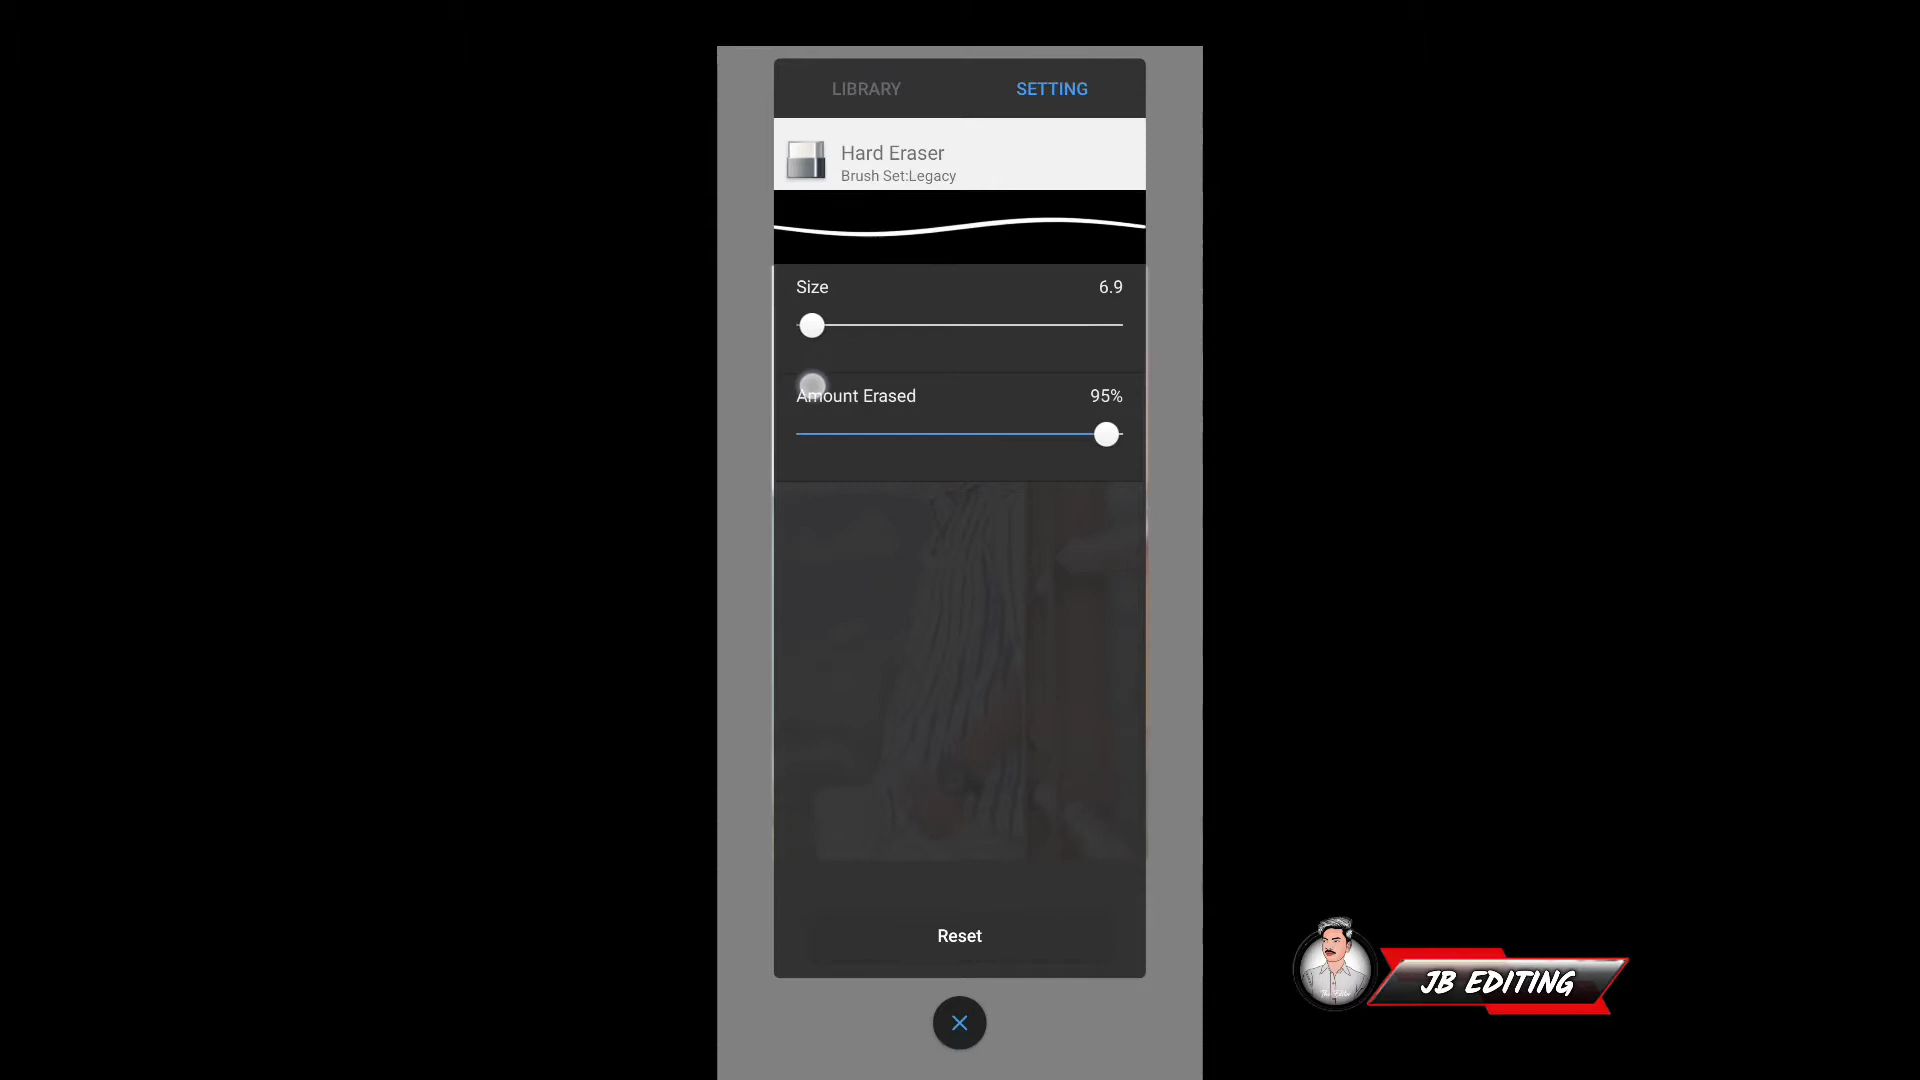 LIBRARY SETTING
Hard Eraser
Brush Set:Legacy
Size 6.9
Amount Erased 95%
Reset
JB EDITING